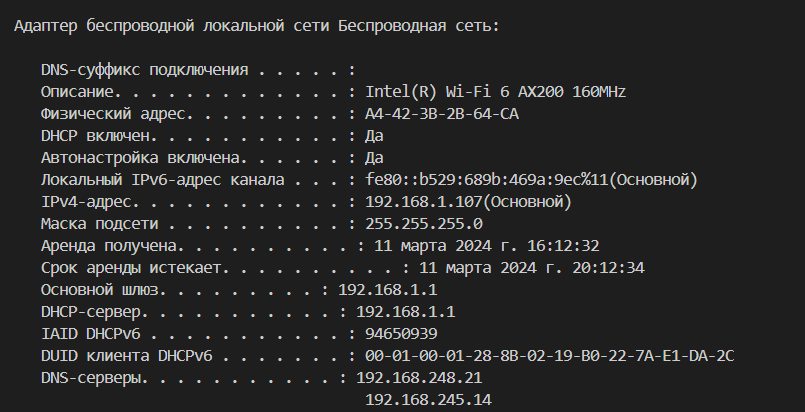 Адаптер беспроводной локальной сети Беспроводная сеть:
DNS-суффикс подключения . . . . . :
Описание. . . . . . . . . . . . . : Intel(R) Wi-Fi 6 AX200 160MHz
Физический адрес. . . . . . . . . : A4-42-3B-2B-64-CA
DHCP включен. . . . . . . . . . . : Да
Автонастройка включена. . . . . . : Да
Локальный IPv6-адрес канала . . . : fe80::b529:689b:469a:9ec%11(Основной)
IPv4-адрес. . . . . . . . . . . . : 192.168.1.107(Основной)
Маска подсети . . . . . . . . . . : 255.255.255.0
Аренда получена. . . . . . . . . . : 11 марта 2024 г. 16:12:32
Срок аренды истекает. . . . . . . . . . : 11 марта 2024 г. 20:12:34
Основной шлюз. . . . . . . . . : 192.168.1.1
DHCP-сервер. . . . . . . . . . . : 192.168.1.1
IAID DHCPv6 . . . . . . . . . . . : 94650939
DUID клиента DHCPv6 . . . . . . . : 00-01-00-01-28-8B-02-19-B0-22-7A-E1-DA-2C
DNS-серверы. . . . . . . . . . . : 192.168.248.21
192.168.245.14